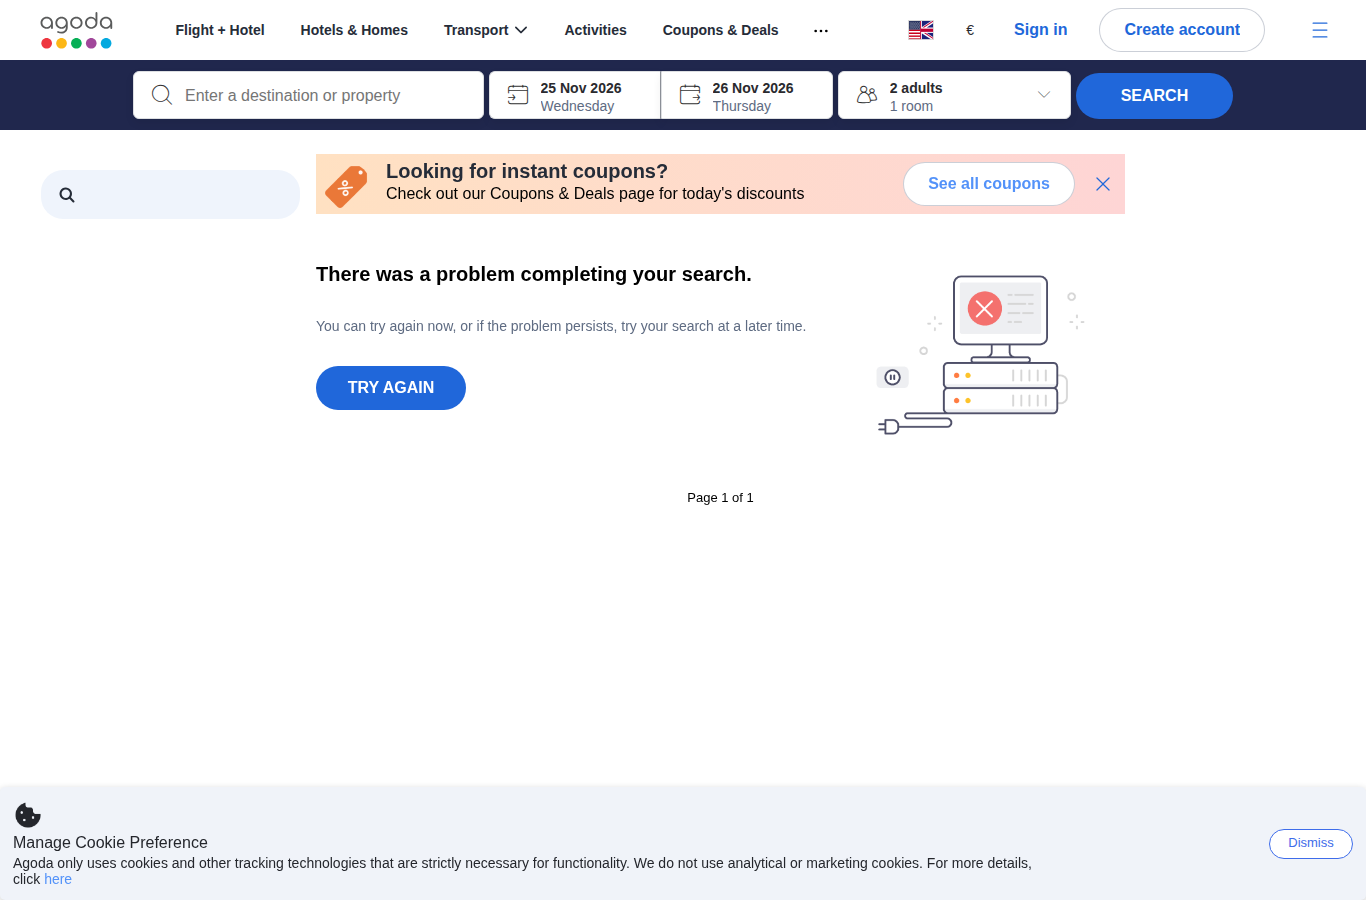 agoda
Flight + Hotel
Hotels & Homes
Transport
Activities
Coupons & Deals
€
Sign in
Create account
Enter a destination or property
25 Nov 2026
Wednesday
26 Nov 2026
Thursday
2 adults
1 room
SEARCH
Looking for instant coupons?
Check out our Coupons & Deals page for today's discounts
See all coupons
There was a problem completing your search.
You can try again now, or if the problem persists, try your search at a later time.
TRY AGAIN
Page 1 of 1
Manage Cookie Preference
Agoda only uses cookies and other tracking technologies that are strictly necessary for functionality. We do not use analytical or marketing cookies. For more details,
click here
Dismiss